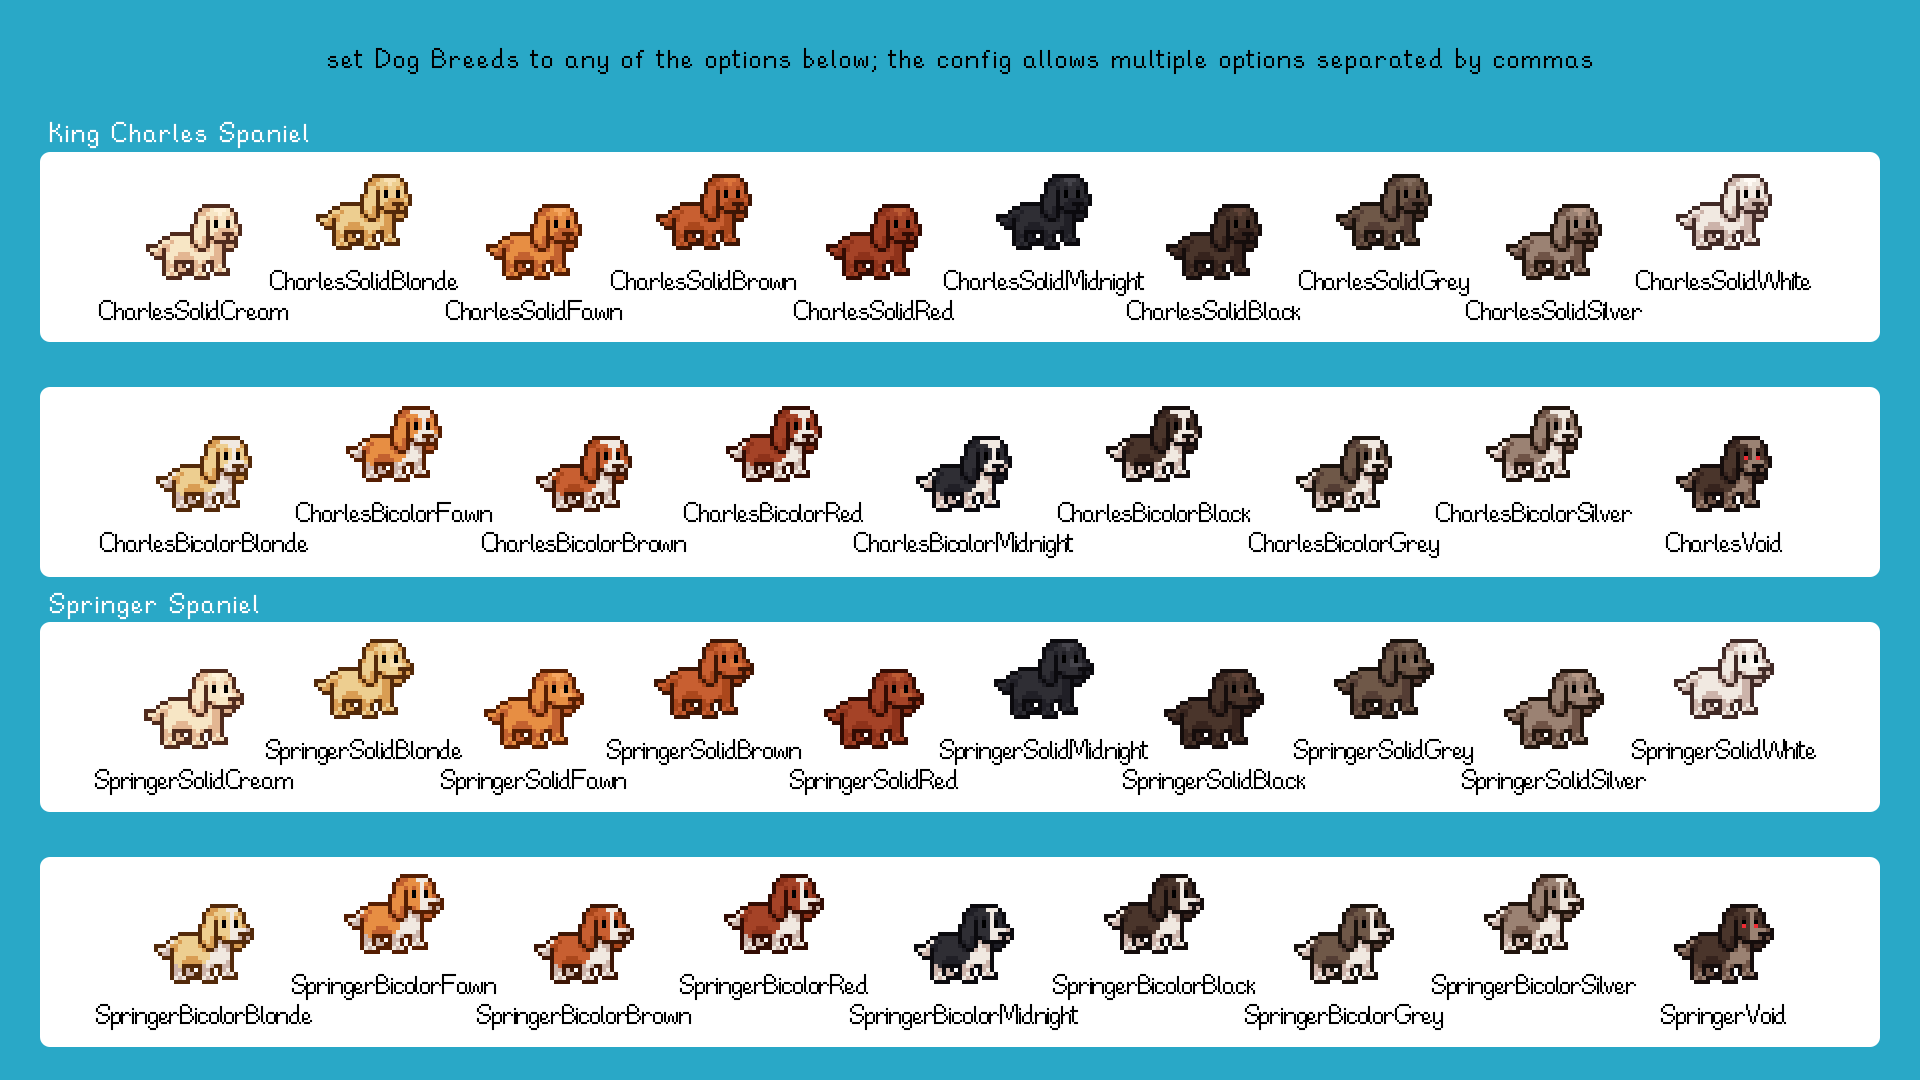 set Dog Breeds to any of the options below; the config allows multiple options separated by commas
King Charles Spaniel
CharlesSolidBlonde CharlesSolidBrown CharlesSolidMidnight CharlesSolidGrey CharlesSolidWhite
CharlesSolidCream CharlesSolidFawn CharlesSolidRed CharlesSolidBlack CharlesSolidSilver
CharlesBicolorFawn CharlesBicolorRed CharlesBicolorBlack CharlesBicolorSilver
CharlesBicolorBlonde CharlesBicolorBrown CharlesBicolorMidnight CharlesBicolorGrey CharlesVoid
Springer Spaniel
SpringerSolidBlonde SpringerSolidBrown SpringerSolidMidnight SpringerSolidGrey SpringerSolidWhite
SpringerSolidCream SpringerSolidFawn SpringerSolidRed SpringerSolidBlack SpringerSolidSilver
SpringerBicolorFawn SpringerBicolorRed SpringerBicolorBlack SpringerBicolorSilver
SpringerBicolorBlonde SpringerBicolorBrown SpringerBicolorMidnight SpringerBicolorGrey SpringerVoid